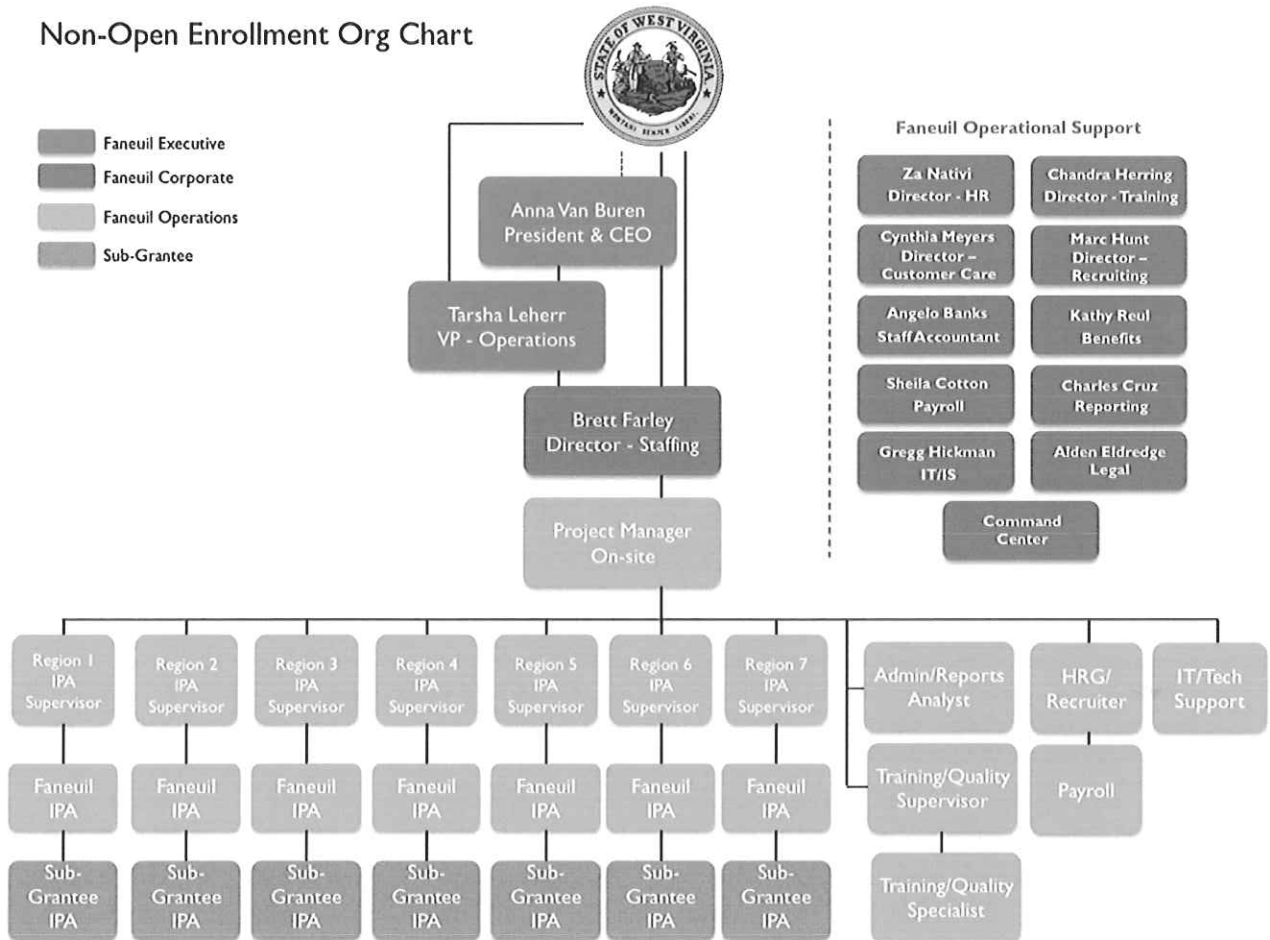 Non-Open Enrollment Org Chart
STATE OF WEST VIRGINIA
MONTANI SEMPER LIBERI
Faneuil Executive
Faneuil Corporate
Faneuil Operations
Sub-Grantee
Anna Van Buren
President & CEO
Tarsha Leherr
VP - Operations
Brett Farley
Director - Staffing
Project Manager
On-site
Faneuil Operational Support
Za Nativi
Director - HR
Chandra Herring
Director - Training
Cynthia Meyers
Director –
Customer Care
Marc Hunt
Director –
Recruiting
Angelo Banks
Staff Accountant
Kathy Reul
Benefits
Sheila Cotton
Payroll
Charles Cruz
Reporting
Gregg Hickman
IT/IS
Alden Eldredge
Legal
Command
Center
Region 1
IPA
Supervisor
Region 2
IPA
Supervisor
Region 3
IPA
Supervisor
Region 4
IPA
Supervisor
Region 5
IPA
Supervisor
Region 6
IPA
Supervisor
Region 7
IPA
Supervisor
Admin/Reports
Analyst
HRG/
Recruiter
IT/Tech
Support
Faneuil
IPA
Faneuil
IPA
Faneuil
IPA
Faneuil
IPA
Faneuil
IPA
Faneuil
IPA
Faneuil
IPA
Training/Quality
Supervisor
Payroll
Sub-
Grantee
IPA
Sub-
Grantee
IPA
Sub-
Grantee
IPA
Sub-
Grantee
IPA
Sub-
Grantee
IPA
Sub-
Grantee
IPA
Sub-
Grantee
IPA
Training/Quality
Specialist